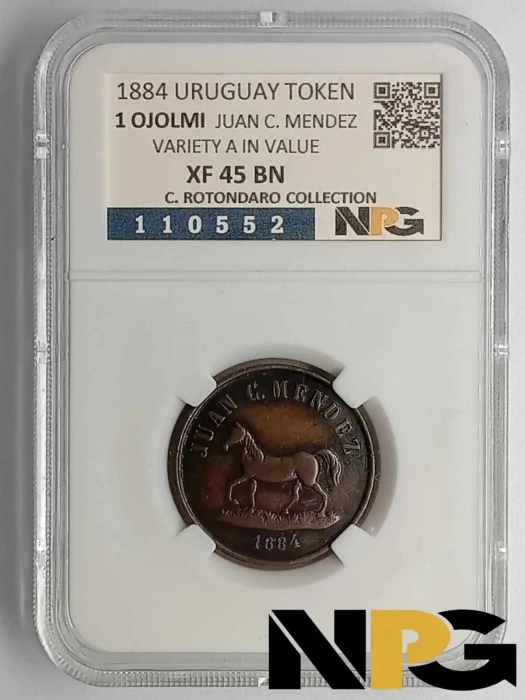 1884 URUGUAY TOKEN
1 OJOLMI JUAN C. MENDEZ
VARIETY A IN VALUE
XF 45 BN
C. ROTONDARO COLLECTION
110552 NPG
JUAN C. MENDEZ
1884
NPG